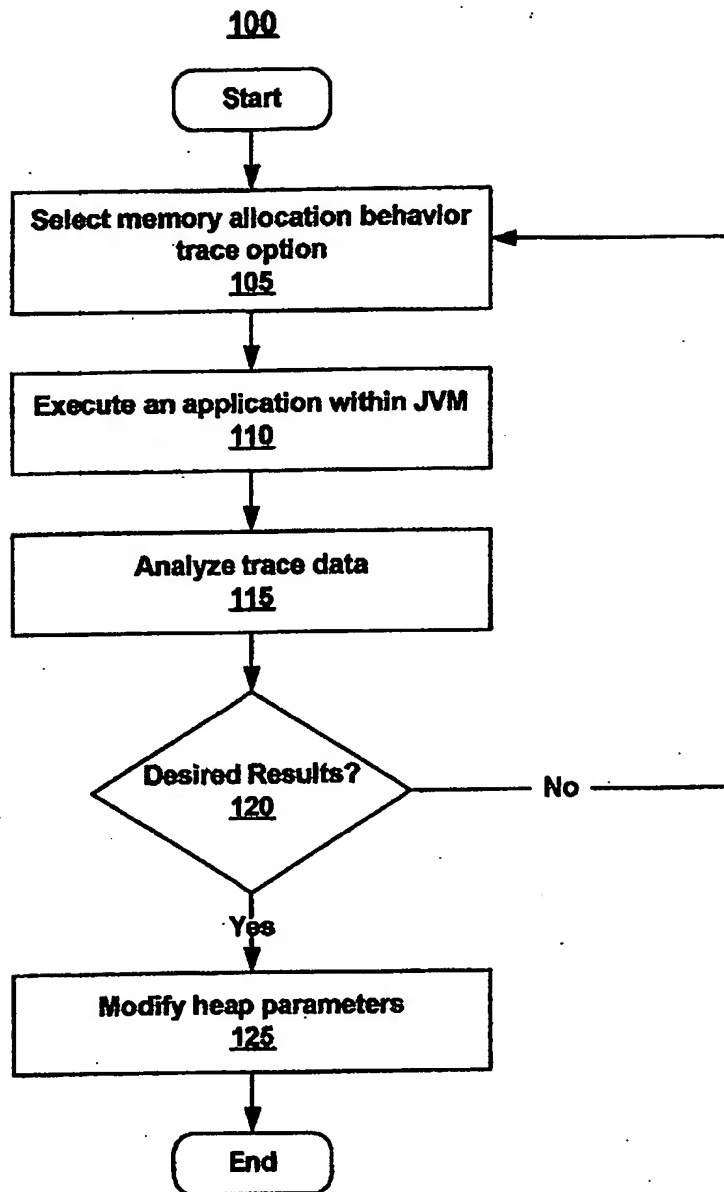 100
Start
Select memory allocation behavior
trace option
105
Execute an application within JVM
110
Analyze trace data
115
Desired Results?
120
No
Yes
Modify heap parameters
125
End